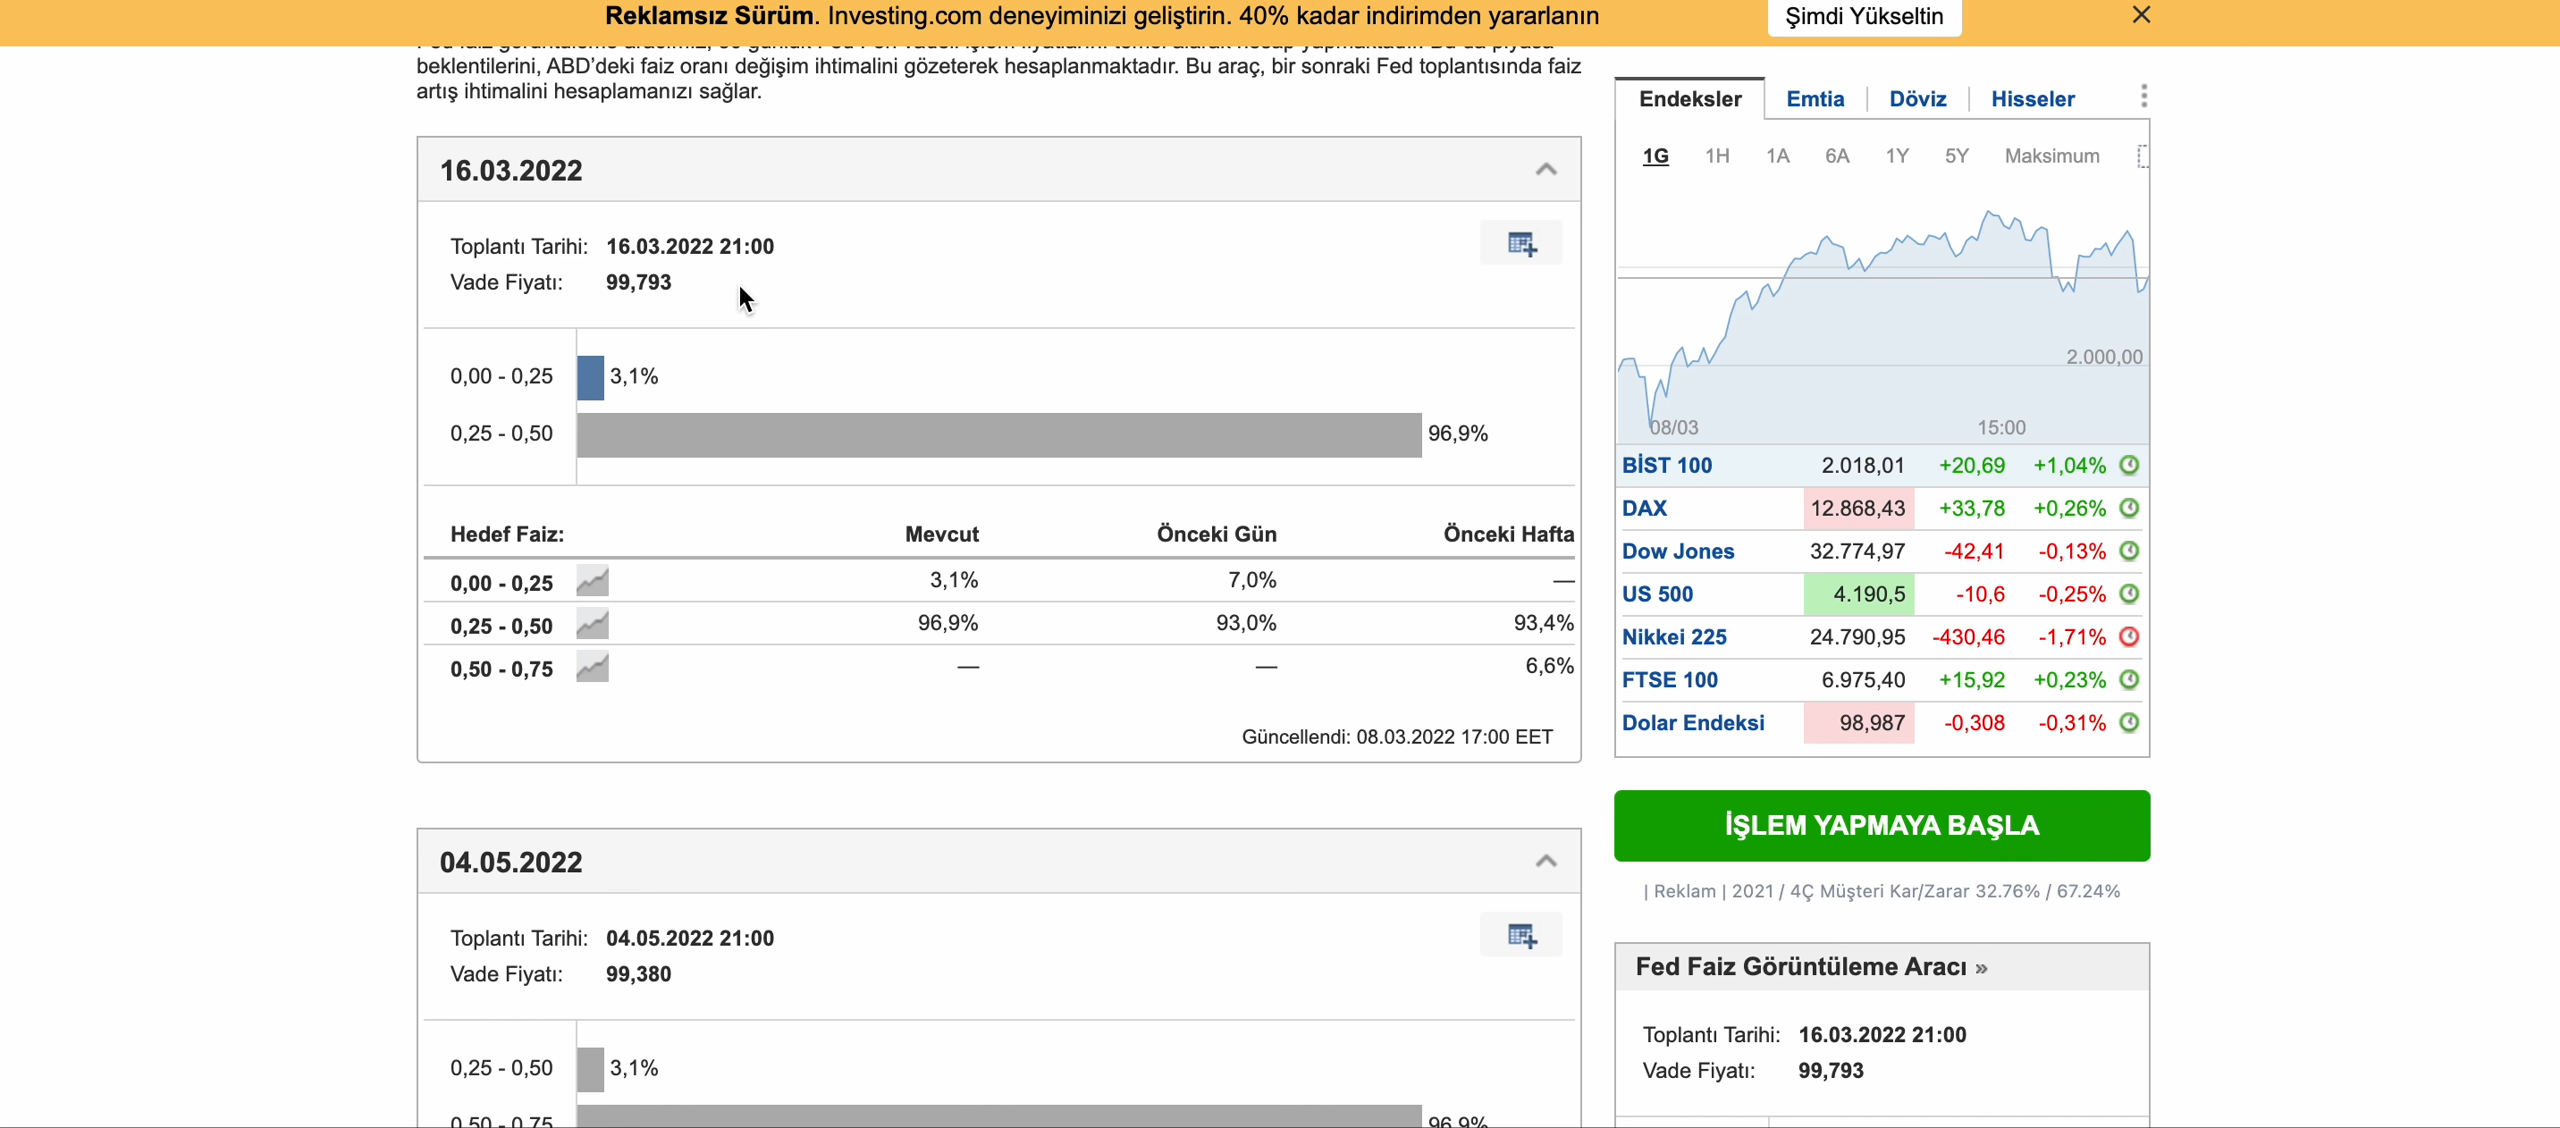 Reklamsız Sürüm. Investing.com deneyiminizi geliştirin. 40% kadar indirimden yararlanın
Şimdi Yükseltin
beklentilerini, ABD'deki faiz oranı değişim ihtimalini gözeterek hesaplanmaktadır. Bu araç, bir sonraki Fed toplantısında faiz
artış ihtimalini hesaplamanızı sağlar.
16.03.2022
Toplantı Tarihi: 16.03.2022 21:00
Vade Fiyatı: 99,793
0,00 - 0,25 3,1%
0,25 - 0,50 96,9%
Hedef Faiz: Mevcut Önceki Gün Önceki Hafta
0,00 - 0,25 3,1% 7,0% —
0,25 - 0,50 96,9% 93,0% 93,4%
0,50 - 0,75 — — 6,6%
Güncellendi: 08.03.2022 17:00 EET
04.05.2022
Toplantı Tarihi: 04.05.2022 21:00
Vade Fiyatı: 99,380
0,25 - 0,50 3,1%
0,50 - 0,75 96,9%
Endeksler Emtia Döviz Hisseler
1G 1H 1A 6A 1Y 5Y Maksimum
2.000,00
08/03 15:00
BİST 100 2.018,01 +20,69 +1,04%
DAX 12.868,43 +33,78 +0,26%
Dow Jones 32.774,97 -42,41 -0,13%
US 500 4.190,5 -10,6 -0,25%
Nikkei 225 24.790,95 -430,46 -1,71%
FTSE 100 6.975,40 +15,92 +0,23%
Dolar Endeksi 98,987 -0,308 -0,31%
İŞLEM YAPMAYA BAŞLA
| Reklam | 2021 / 4Ç Müşteri Kar/Zarar 32.76% / 67.24%
Fed Faiz Görüntüleme Aracı »
Toplantı Tarihi: 16.03.2022 21:00
Vade Fiyatı: 99,793